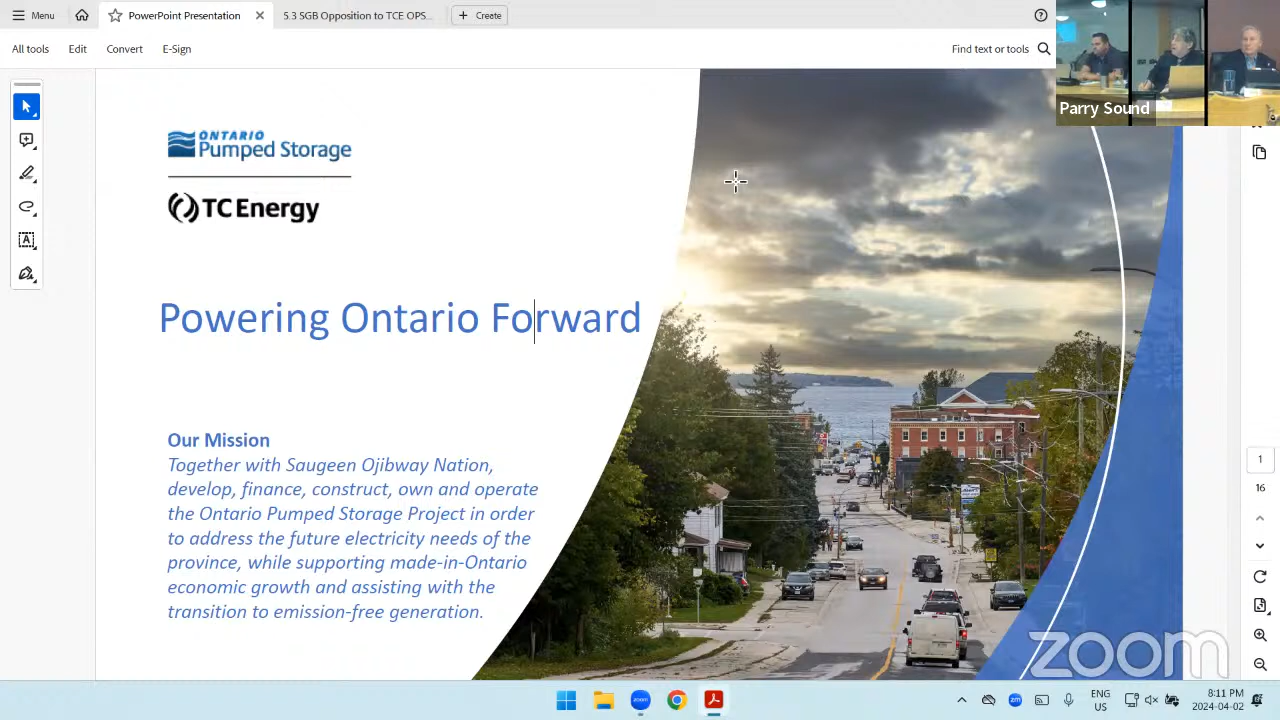 Menu
PowerPoint Presentation
5.3 SGB Opposition to TCE OPS...
Create
All tools
Edit
Convert
E-Sign
Find text or tools
Parry Sound
ONTARIO
Pumped Storage
TC Energy
Powering Ontario Forward
Our Mission
Together with Saugeen Ojibway Nation,
develop, finance, construct, own and operate
the Ontario Pumped Storage Project in order
to address the future electricity needs of the
province, while supporting made-in-Ontario
economic growth and assisting with the
transition to emission-free generation.
1
16
zoom
zoom
zm
ENG
US
8:11 PM
2024-04-02